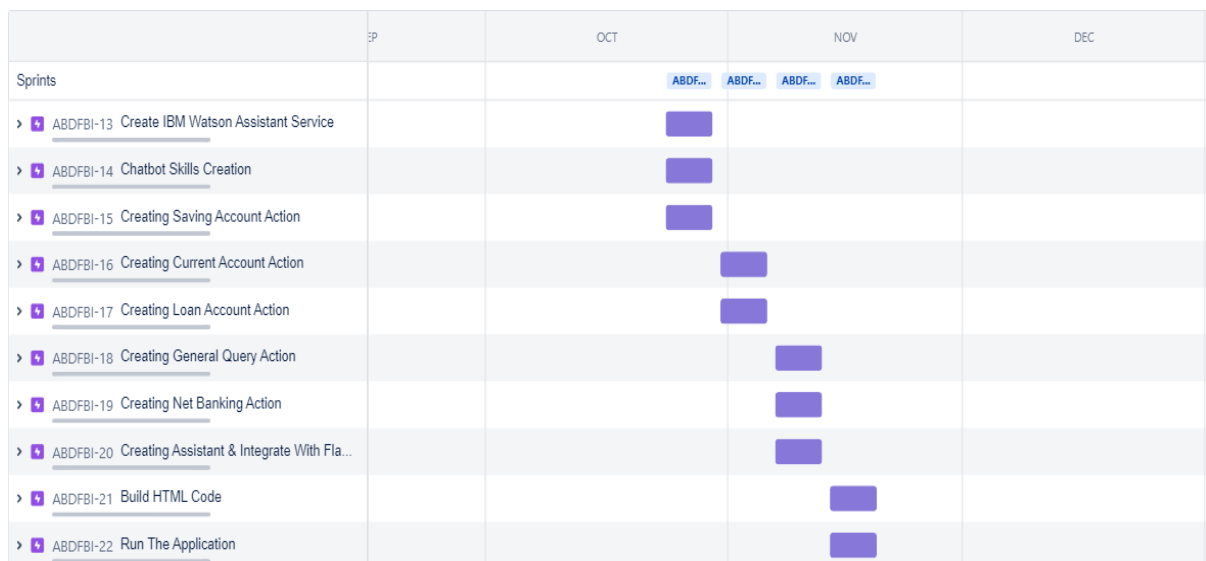 EP OCT NOV DEC
Sprints ABDF... ABDF... ABDF... ABDF...
ABDFBI-13 Create IBM Watson Assistant Service
ABDFBI-14 Chatbot Skills Creation
ABDFBI-15 Creating Saving Account Action
ABDFBI-16 Creating Current Account Action
ABDFBI-17 Creating Loan Account Action
ABDFBI-18 Creating General Query Action
ABDFBI-19 Creating Net Banking Action
ABDFBI-20 Creating Assistant & Integrate With Fla...
ABDFBI-21 Build HTML Code
ABDFBI-22 Run The Application